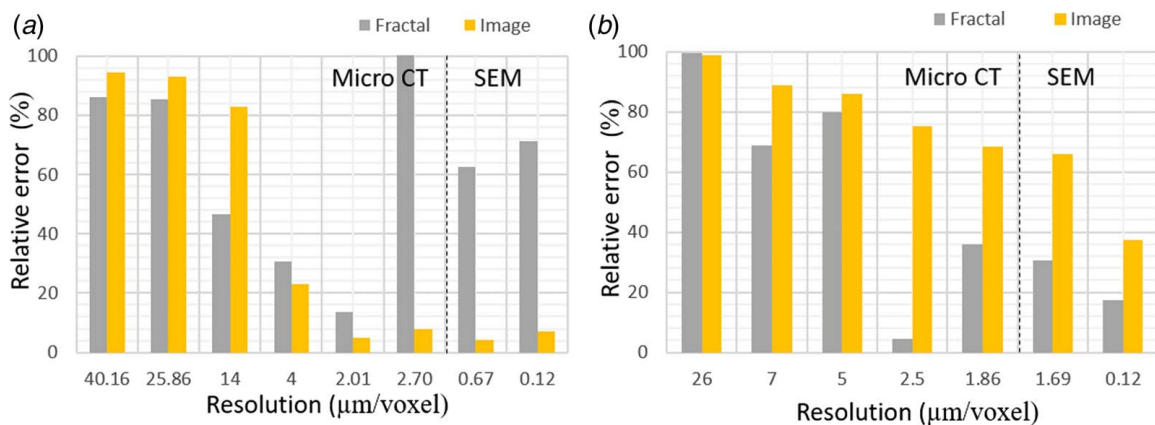 (a)
Fractal Image
Relative error (%)
100
80
60
40
20
0
Micro CT SEM
40.16 25.86 14 4 2.01 2.70 0.67 0.12
Resolution (μm/voxel)
(b)
Fractal Image
Relative error (%)
100
80
60
40
20
0
Micro CT SEM
26 7 5 2.5 1.86 1.69 0.12
Resolution (μm/voxel)